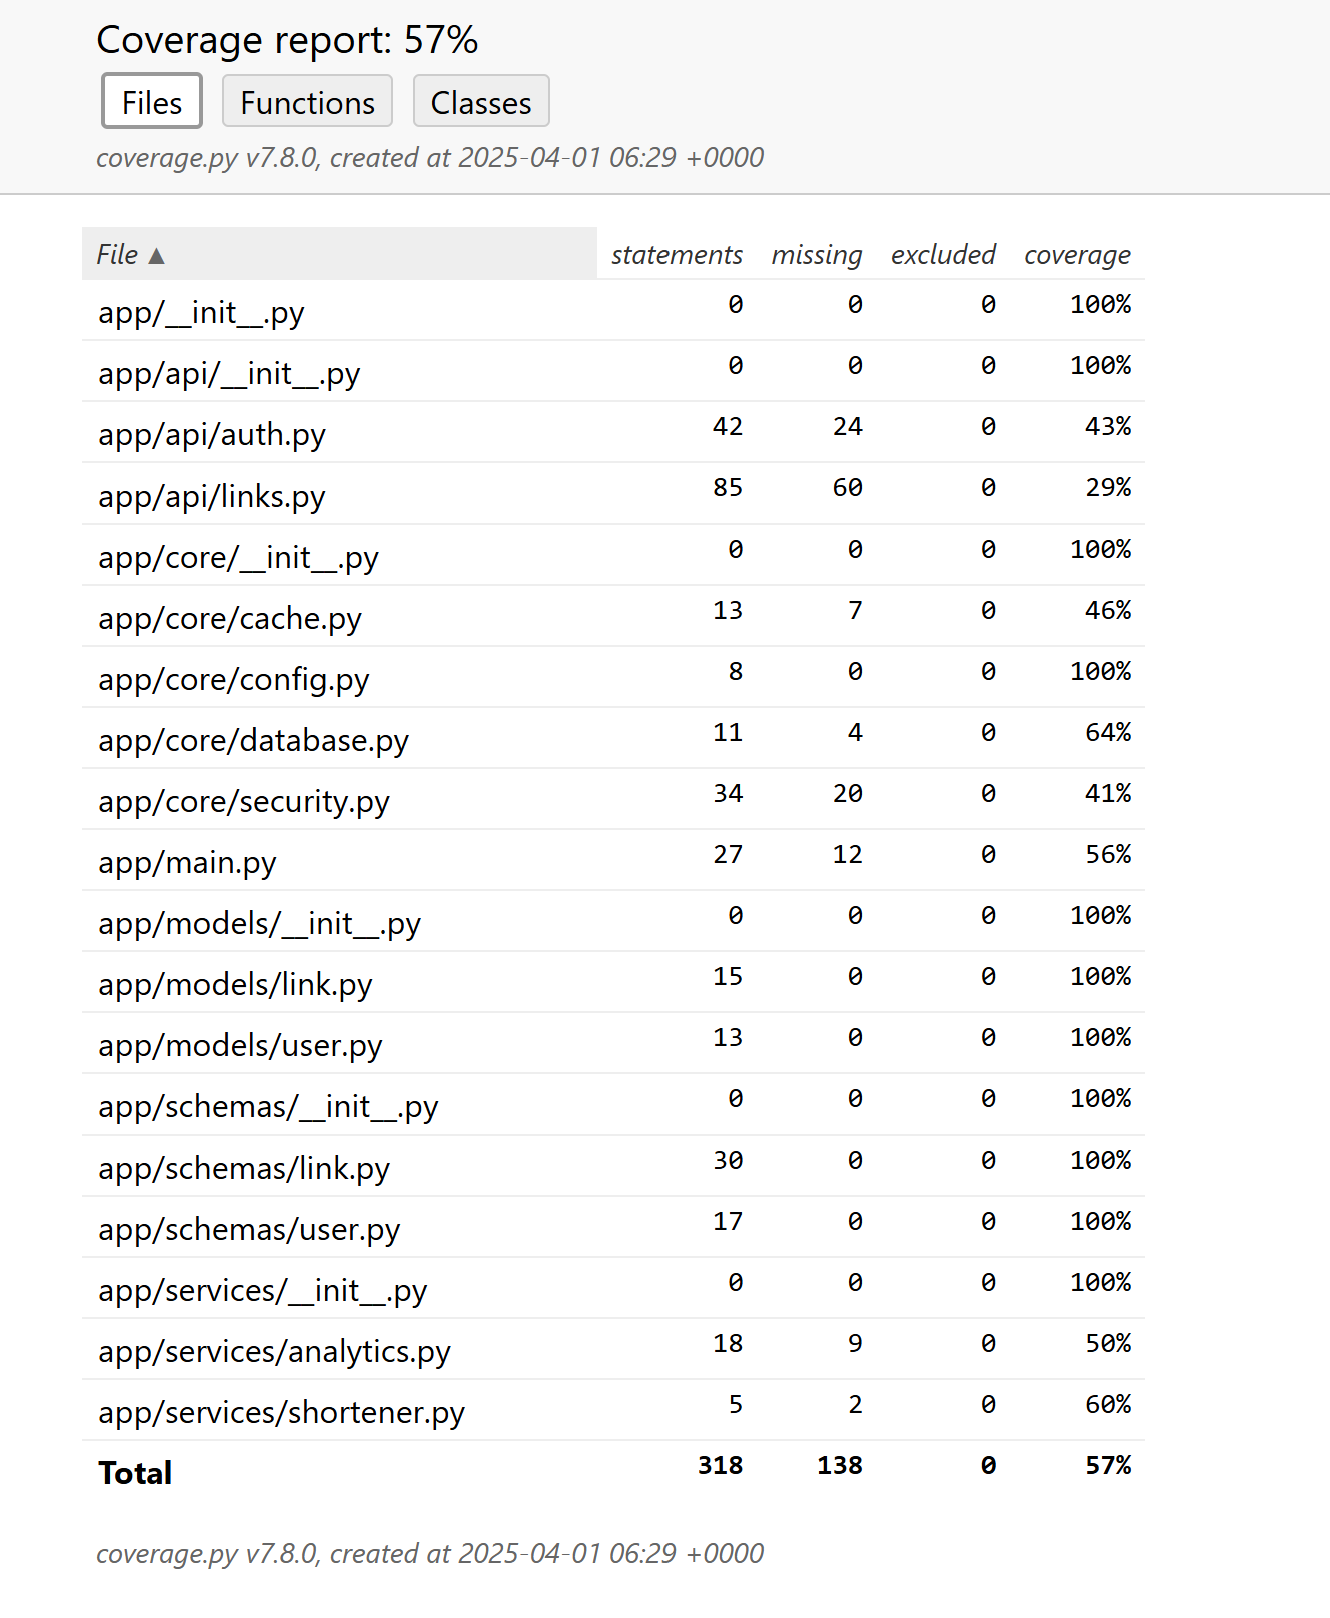 Coverage report: 57%
Files Functions Classes
coverage.py v7.8.0, created at 2025-04-01 06:29 +0000
File ▲ statements missing excluded coverage
app/__init__.py 0 0 0 100%
app/api/__init__.py 0 0 0 100%
app/api/auth.py 42 24 0 43%
app/api/links.py 85 60 0 29%
app/core/__init__.py 0 0 0 100%
app/core/cache.py 13 7 0 46%
app/core/config.py 8 0 0 100%
app/core/database.py 11 4 0 64%
app/core/security.py 34 20 0 41%
app/main.py 27 12 0 56%
app/models/__init__.py 0 0 0 100%
app/models/link.py 15 0 0 100%
app/models/user.py 13 0 0 100%
app/schemas/__init__.py 0 0 0 100%
app/schemas/link.py 30 0 0 100%
app/schemas/user.py 17 0 0 100%
app/services/__init__.py 0 0 0 100%
app/services/analytics.py 18 9 0 50%
app/services/shortener.py 5 2 0 60%
Total 318 138 0 57%
coverage.py v7.8.0, created at 2025-04-01 06:29 +0000